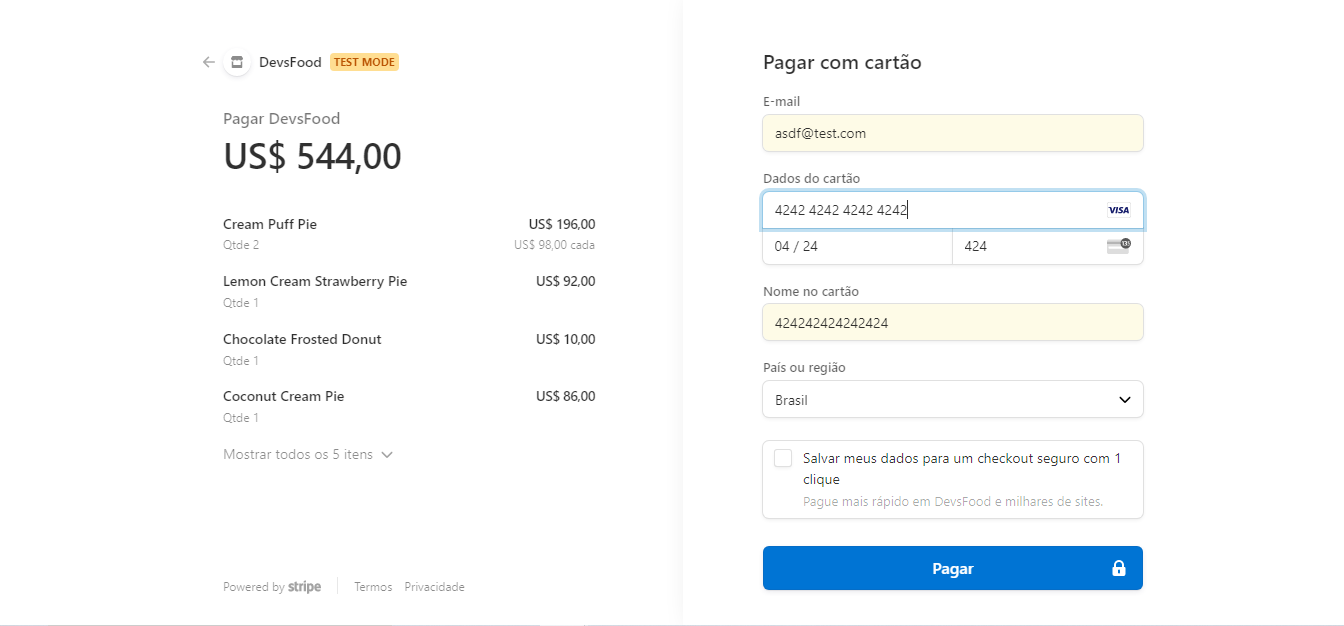 DevsFood TEST MODE
Pagar DevsFood
US$ 544,00
Cream Puff Pie US$ 196,00
Qtde 2 US$ 98,00 cada
Lemon Cream Strawberry Pie US$ 92,00
Qtde 1
Chocolate Frosted Donut US$ 10,00
Qtde 1
Coconut Cream Pie US$ 86,00
Qtde 1
Mostrar todos os 5 itens
Powered by stripe Termos Privacidade
Pagar com cartão
E-mail
asdf@test.com
Dados do cartão
4242 4242 4242 4242 VISA
04 / 24 424 135
Nome no cartão
424242424242424
País ou região
Brasil
Salvar meus dados para um checkout seguro com 1
clique
Pague mais rápido em DevsFood e milhares de sites.
Pagar